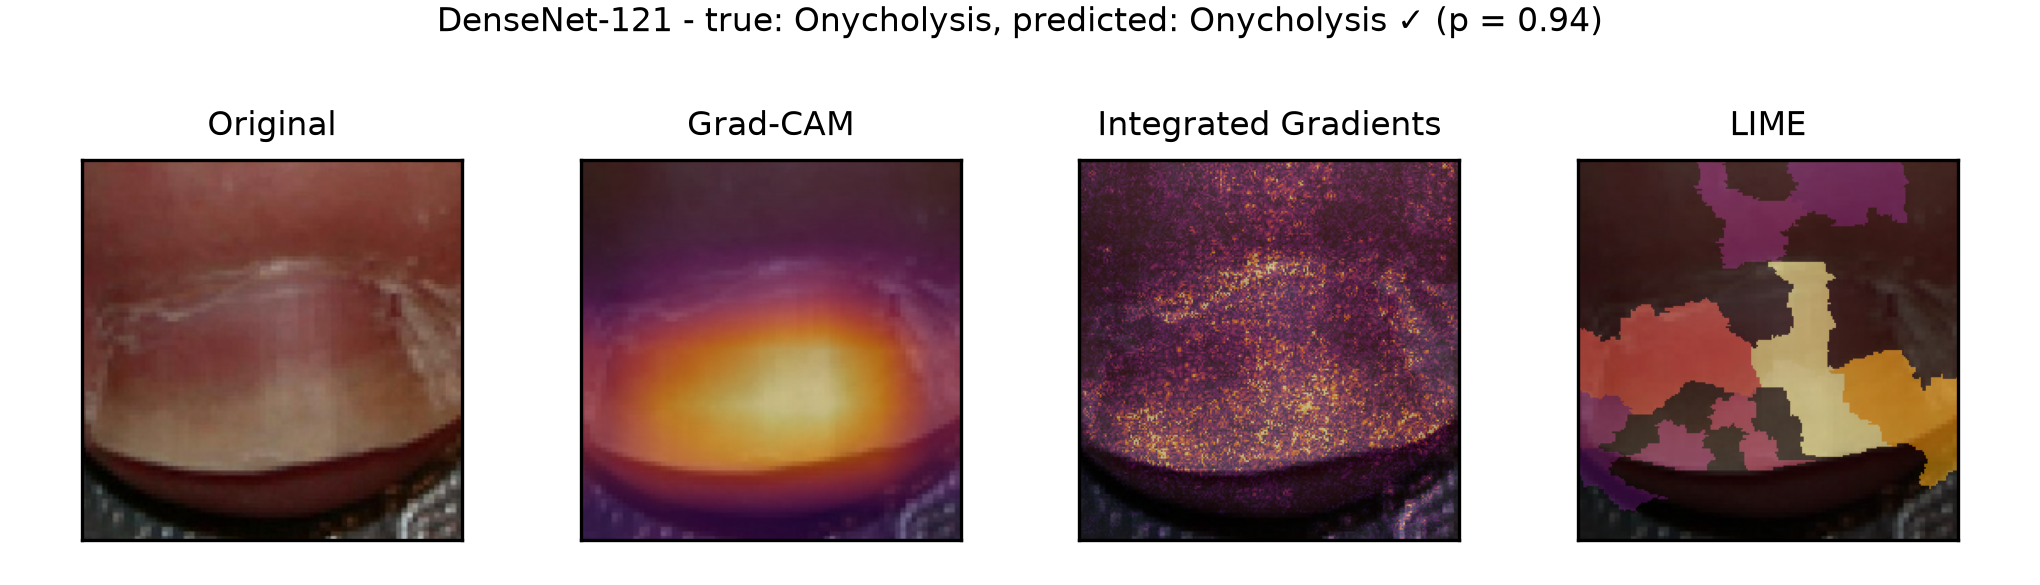 DenseNet-121 - true: Onycholysis, predicted: Onycholysis ✓ (p = 0.94)
Original
Grad-CAM
Integrated Gradients
LIME